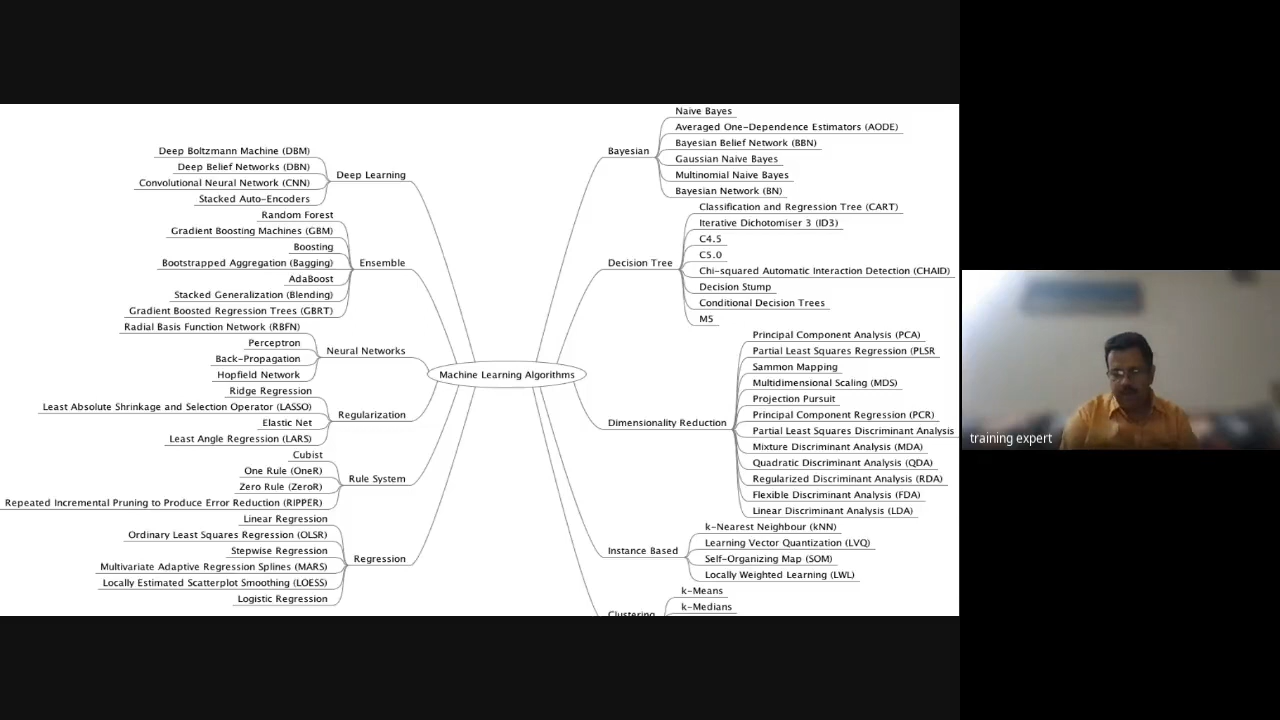 Deep Boltzmann Machine (DBM)
Deep Belief Networks (DBN)
Convolutional Neural Network (CNN)
Stacked Auto-Encoders
Deep Learning
Random Forest
Gradient Boosting Machines (GBM)
Boosting
Bootstrapped Aggregation (Bagging)
AdaBoost
Stacked Generalization (Blending)
Gradient Boosted Regression Trees (GBRT)
Ensemble
Radial Basis Function Network (RBFN)
Perceptron
Back-Propagation
Hopfield Network
Neural Networks
Ridge Regression
Least Absolute Shrinkage and Selection Operator (LASSO)
Elastic Net
Least Angle Regression (LARS)
Regularization
Cubist
One Rule (OneR)
Zero Rule (ZeroR)
Repeated Incremental Pruning to Produce Error Reduction (RIPPER)
Rule System
Linear Regression
Ordinary Least Squares Regression (OLSR)
Stepwise Regression
Multivariate Adaptive Regression Splines (MARS)
Locally Estimated Scatterplot Smoothing (LOESS)
Logistic Regression
Regression
Machine Learning Algorithms
Bayesian
Naive Bayes
Averaged One-Dependence Estimators (AODE)
Bayesian Belief Network (BBN)
Gaussian Naive Bayes
Multinomial Naive Bayes
Bayesian Network (BN)
Decision Tree
Classification and Regression Tree (CART)
Iterative Dichotomiser 3 (ID3)
C4.5
C5.0
Chi-squared Automatic Interaction Detection (CHAID)
Decision Stump
Conditional Decision Trees
M5
Dimensionality Reduction
Principal Component Analysis (PCA)
Partial Least Squares Regression (PLSR
Sammon Mapping
Multidimensional Scaling (MDS)
Projection Pursuit
Principal Component Regression (PCR)
Partial Least Squares Discriminant Analysis
Mixture Discriminant Analysis (MDA)
Quadratic Discriminant Analysis (QDA)
Regularized Discriminant Analysis (RDA)
Flexible Discriminant Analysis (FDA)
Linear Discriminant Analysis (LDA)
Instance Based
k-Nearest Neighbour (kNN)
Learning Vector Quantization (LVQ)
Self-Organizing Map (SOM)
Locally Weighted Learning (LWL)
Clustering
k-Means
k-Medians
training expert